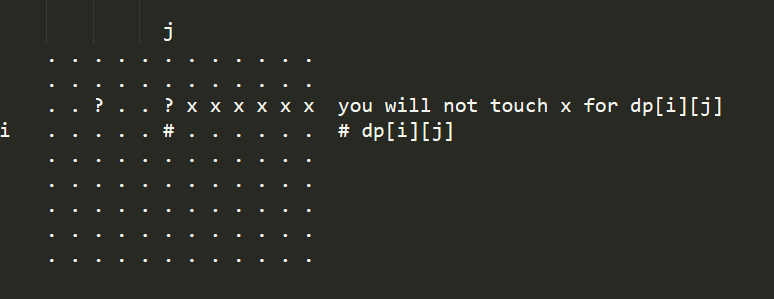 j
. . . . . . . . . . . .
. . . . . . . . . . . .
. . ? . . ? x x x x x x you will not touch x for dp[i][j]
i . . . . . # . . . . . . # dp[i][j]
. . . . . . . . . . . .
. . . . . . . . . . . .
. . . . . . . . . . . .
. . . . . . . . . . . .
. . . . . . . . . . . .